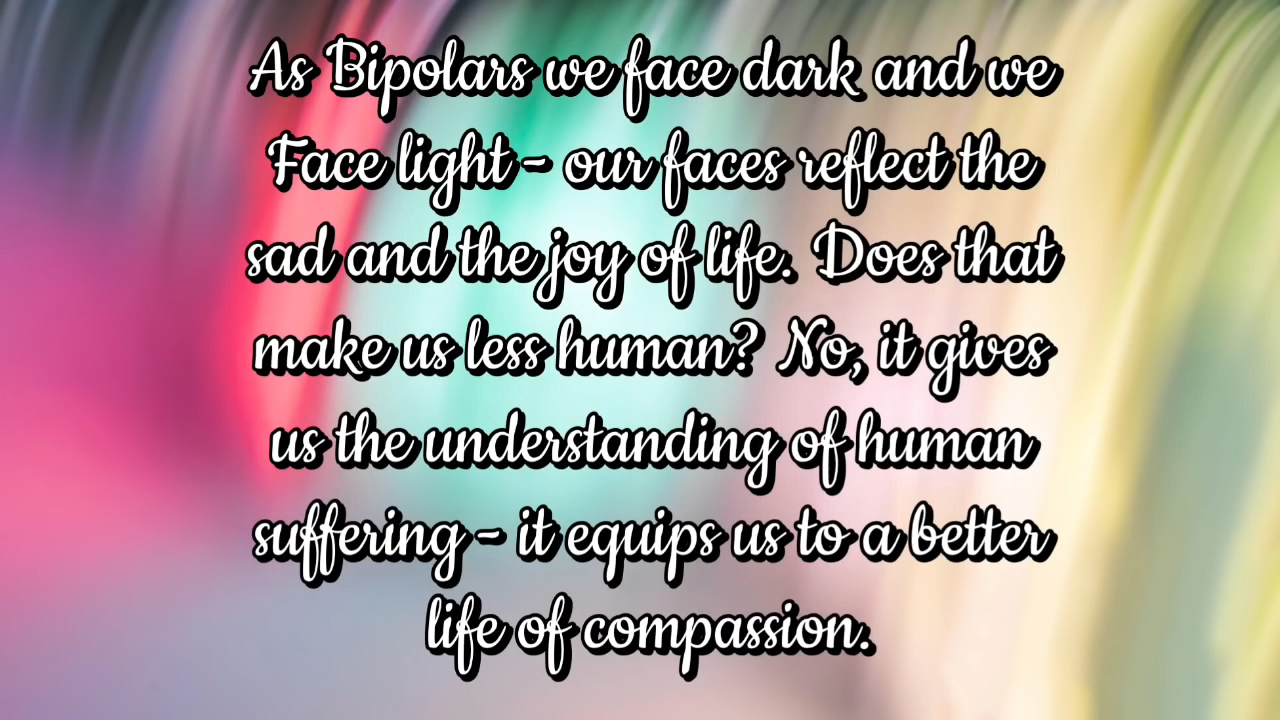 As Bipolars we face dark and we
Face light - our faces reflect the
sad and the joy of life. Does that
make us less human? No, it gives
us the understanding of human
suffering - it equips us to a better
life of compassion.